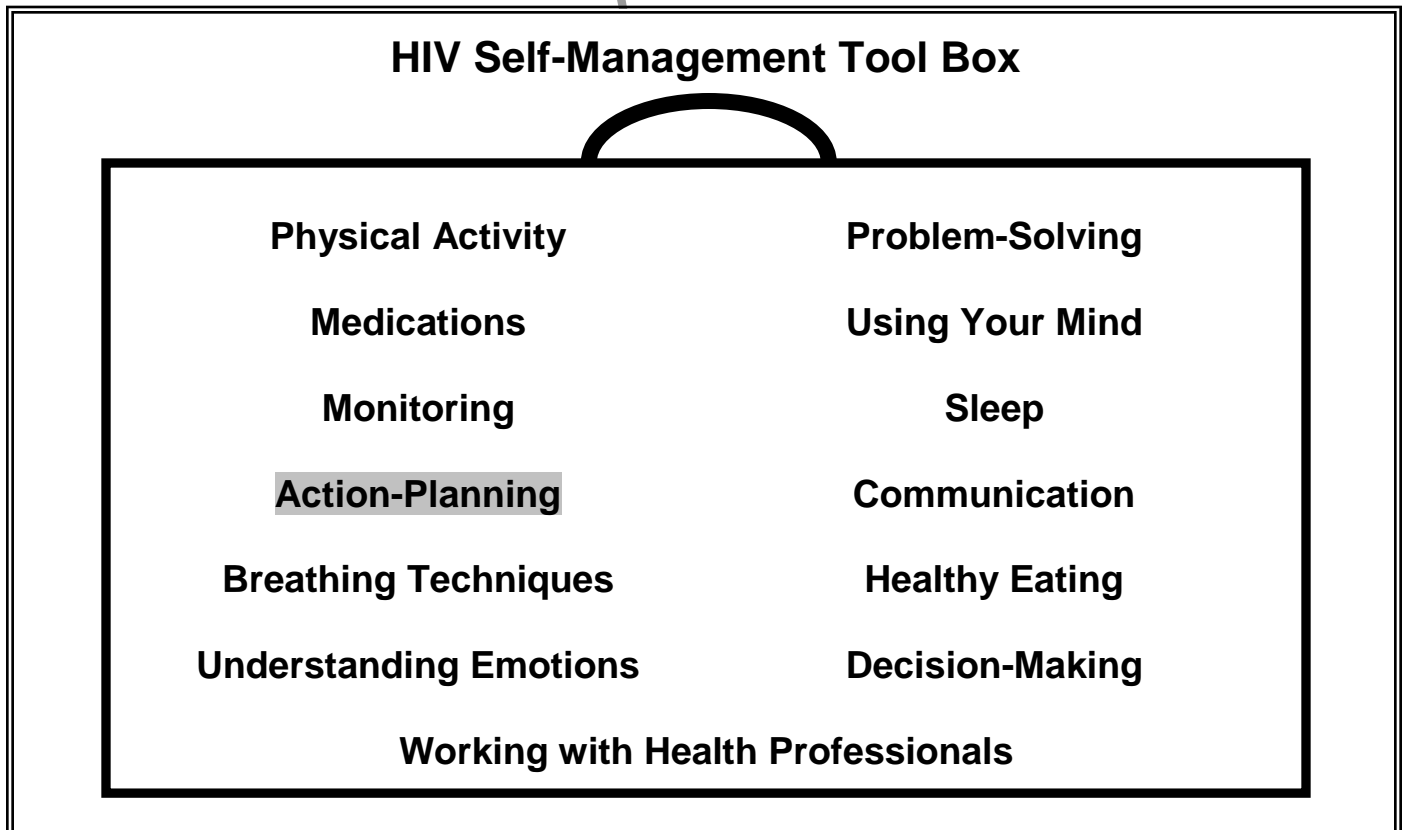 HIV Self-Management Tool Box
Physical Activity
Problem-Solving
Medications
Using Your Mind
Monitoring
Sleep
Action-Planning
Communication
Breathing Techniques
Healthy Eating
Understanding Emotions
Decision-Making
Working with Health Professionals